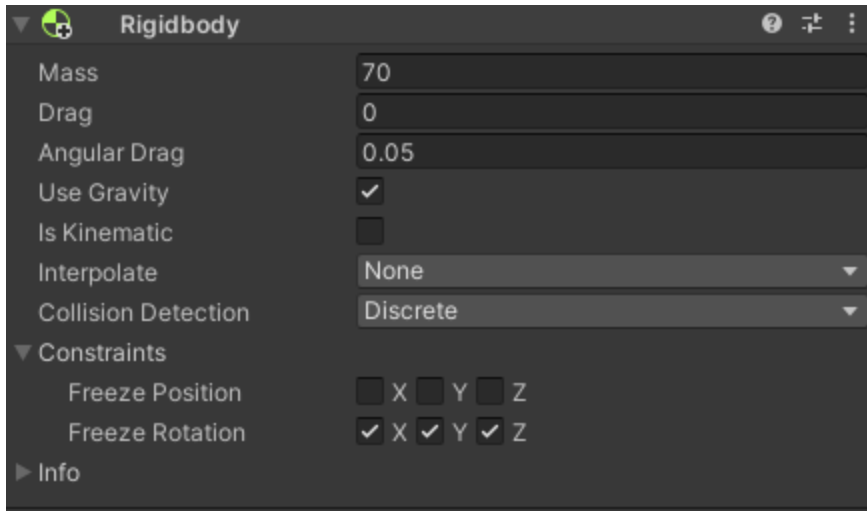 Rigidbody
Mass 70
Drag 0
Angular Drag 0.05
Use Gravity
Is Kinematic
Interpolate None
Collision Detection Discrete
Constraints
Freeze Position X Y Z
Freeze Rotation X Y Z
Info